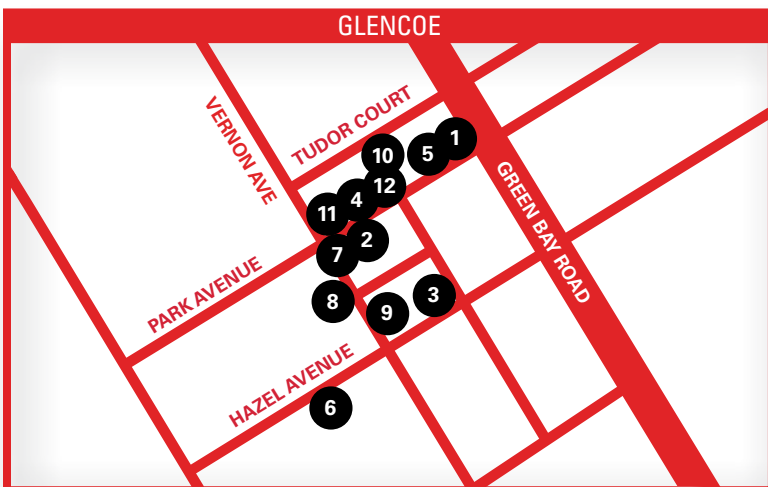 GLENCOE
VERNON AVE
TUDOR COURT
1
5
10
12
4
11
2
7
GREEN BAY ROAD
PARK AVENUE
8
9
3
HAZEL AVENUE
6